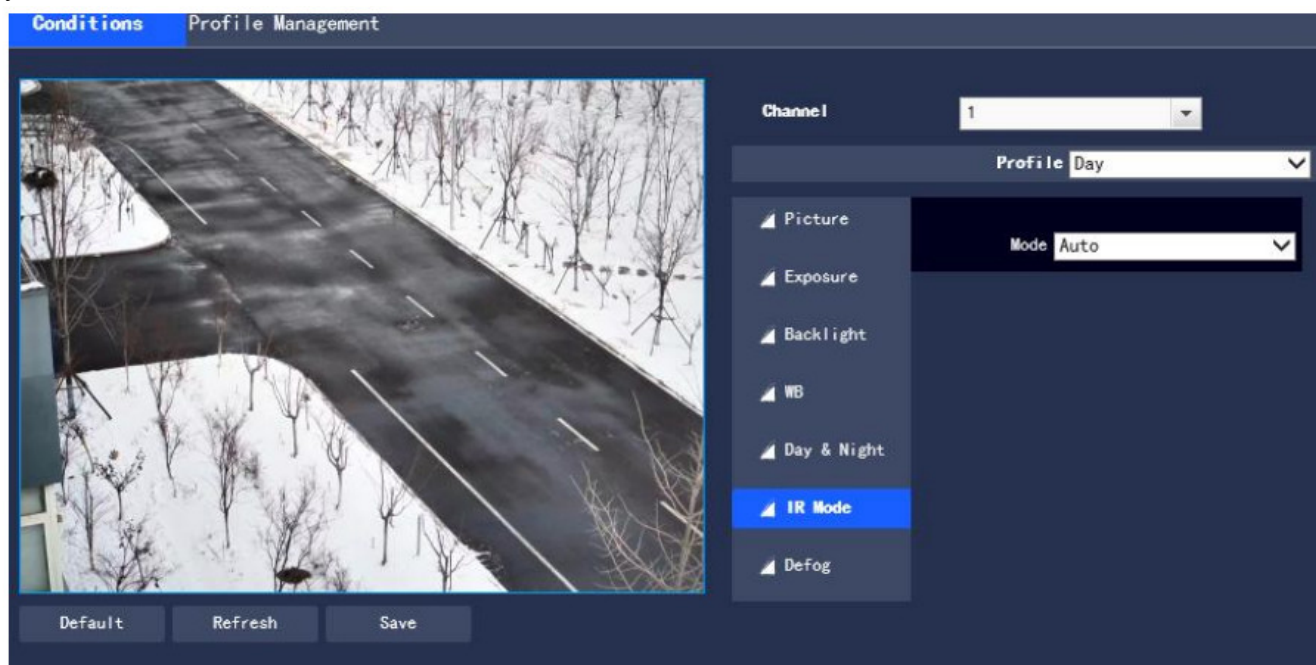 Conditions Profile Management
Channel 1
Profile Day
Picture
Mode Auto
Exposure
Backlight
WB
Day & Night
IR Mode
Defog
Default Refresh Save